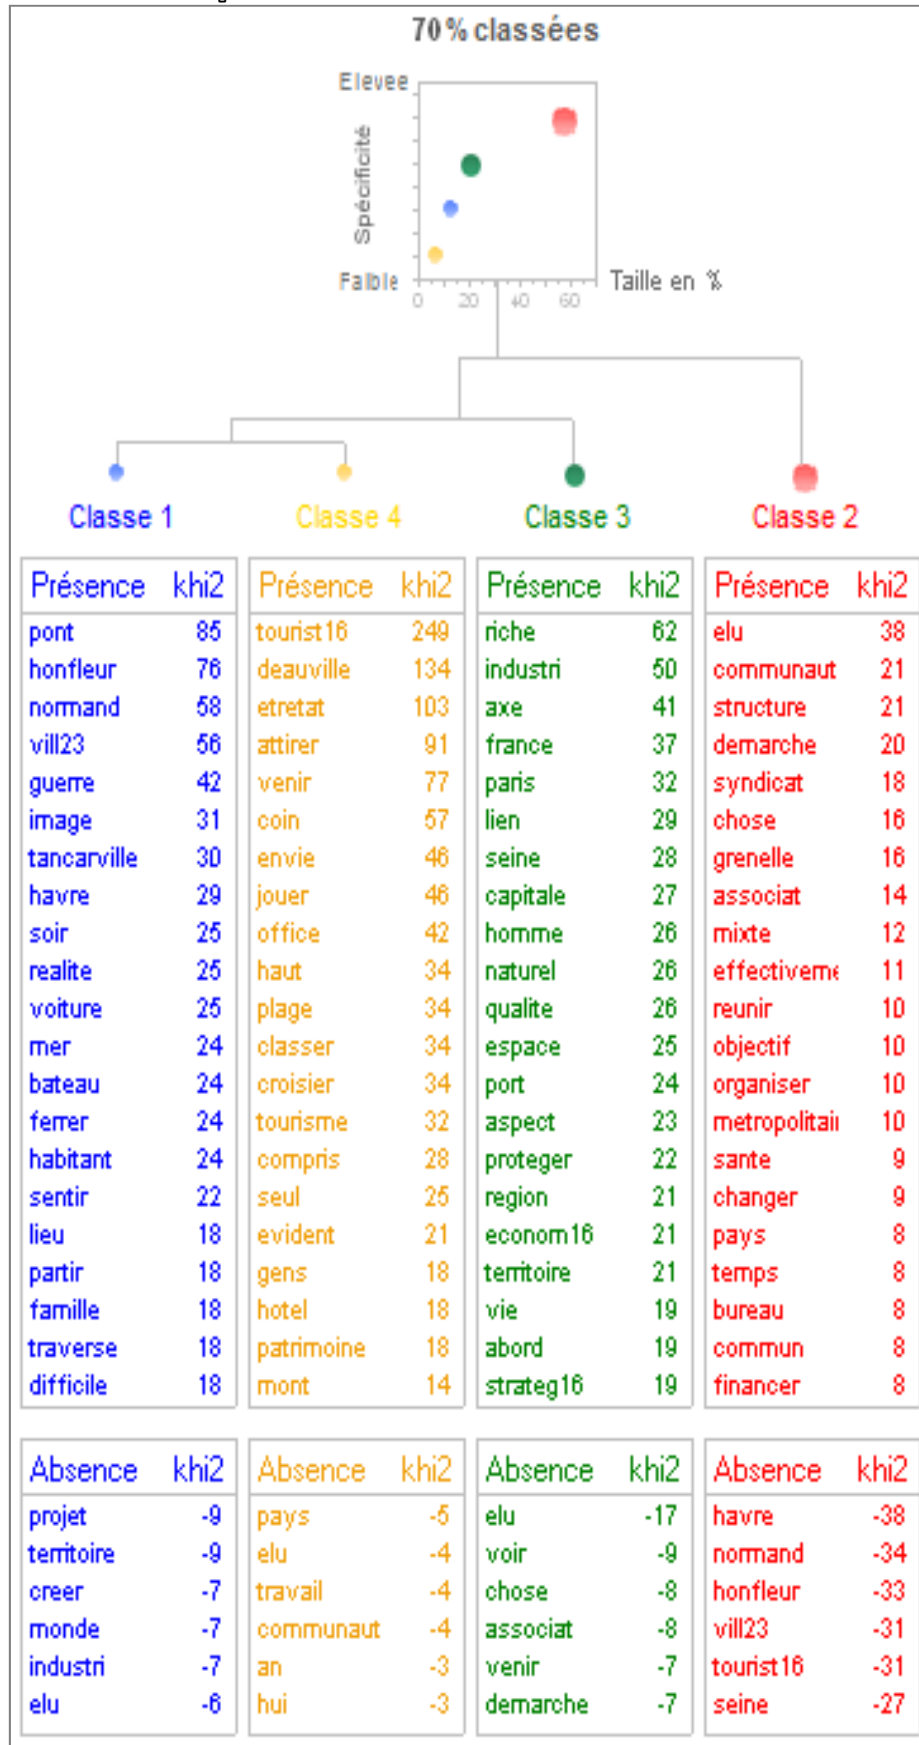 70% classées
Elevee
Spécificité
Faible
Taille en %
0 20 40 60
Classe 1 Classe 4 Classe 3 Classe 2
Présence khi2 Présence khi2 Présence khi2 Présence khi2
pont 85 tourist16 249 riche 62 elu 38
honfleur 76 deauville 134 industri 50 communaut 21
normand 58 etretat 103 axe 41 structure 21
vill23 56 attirer 91 france 37 demarche 20
guerre 42 venir 77 paris 32 syndicat 18
image 31 coin 57 lien 29 chose 16
tancarville 30 envie 46 seine 28 grenelle 16
havre 29 jouer 46 capitale 27 associat 14
soir 25 office 42 homme 26 mixte 12
realite 25 haut 34 naturel 26 effectiveme 11
voiture 25 plage 34 qualite 26 reunir 10
mer 24 classer 34 espace 25 objectif 10
bateau 24 croisier 34 port 24 organiser 10
ferrer 24 tourisme 32 aspect 23 metropolitai 10
habitant 24 compris 28 proteger 22 sante 9
sentir 22 seul 25 region 21 changer 9
lieu 18 evident 21 econom16 21 pays 8
partir 18 gens 18 territoire 21 temps 8
famille 18 hotel 18 vie 19 bureau 8
traverse 18 patrimoine 18 abord 19 commun 8
difficile 18 mont 14 strateg16 19 financer 8
Absence khi2 Absence khi2 Absence khi2 Absence khi2
projet -9 pays -5 elu -17 havre -38
territoire -9 elu -4 voir -9 normand -34
creer -7 travail -4 chose -8 honfleur -33
monde -7 communaut -4 associat -8 vill23 -31
industri -7 an -3 venir -7 tourist16 -31
elu -6 hui -3 demarche -7 seine -27